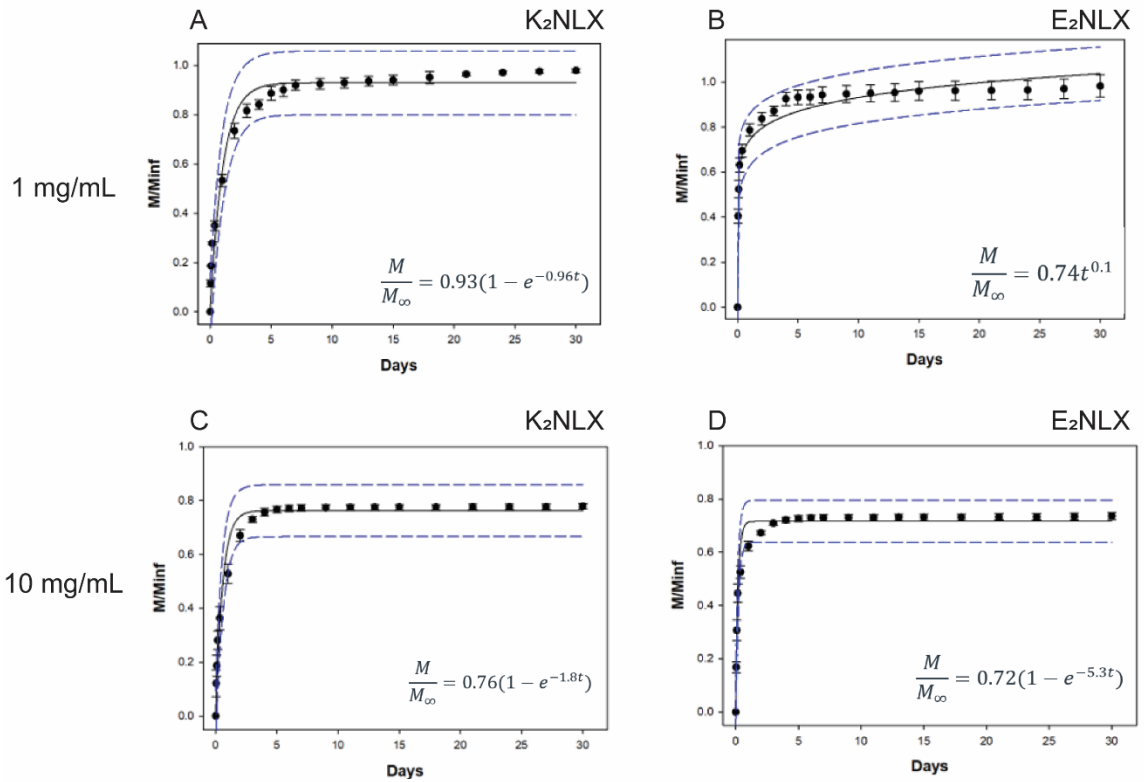 A K₂NLX
B E₂NLX
1 mg/mL
M/Minf
1.0
0.8
0.6
0.4
0.2
0.0
M/M∞ = 0.93(1 − e^{−0.96t})
0 5 10 15 20 25 30
Days
M/Minf
1.0
0.8
0.6
0.4
0.2
0.0
M/M∞ = 0.74t^{0.1}
0 5 10 15 20 25 30
Days
C K₂NLX
D E₂NLX
10 mg/mL
M/Minf
1.0
0.8
0.6
0.4
0.2
0.0
M/M∞ = 0.76(1 − e^{−1.8t})
0 5 10 15 20 25 30
Days
M/Minf
1.0
0.8
0.6
0.4
0.2
0.0
M/M∞ = 0.72(1 − e^{−5.3t})
0 5 10 15 20 25 30
Days